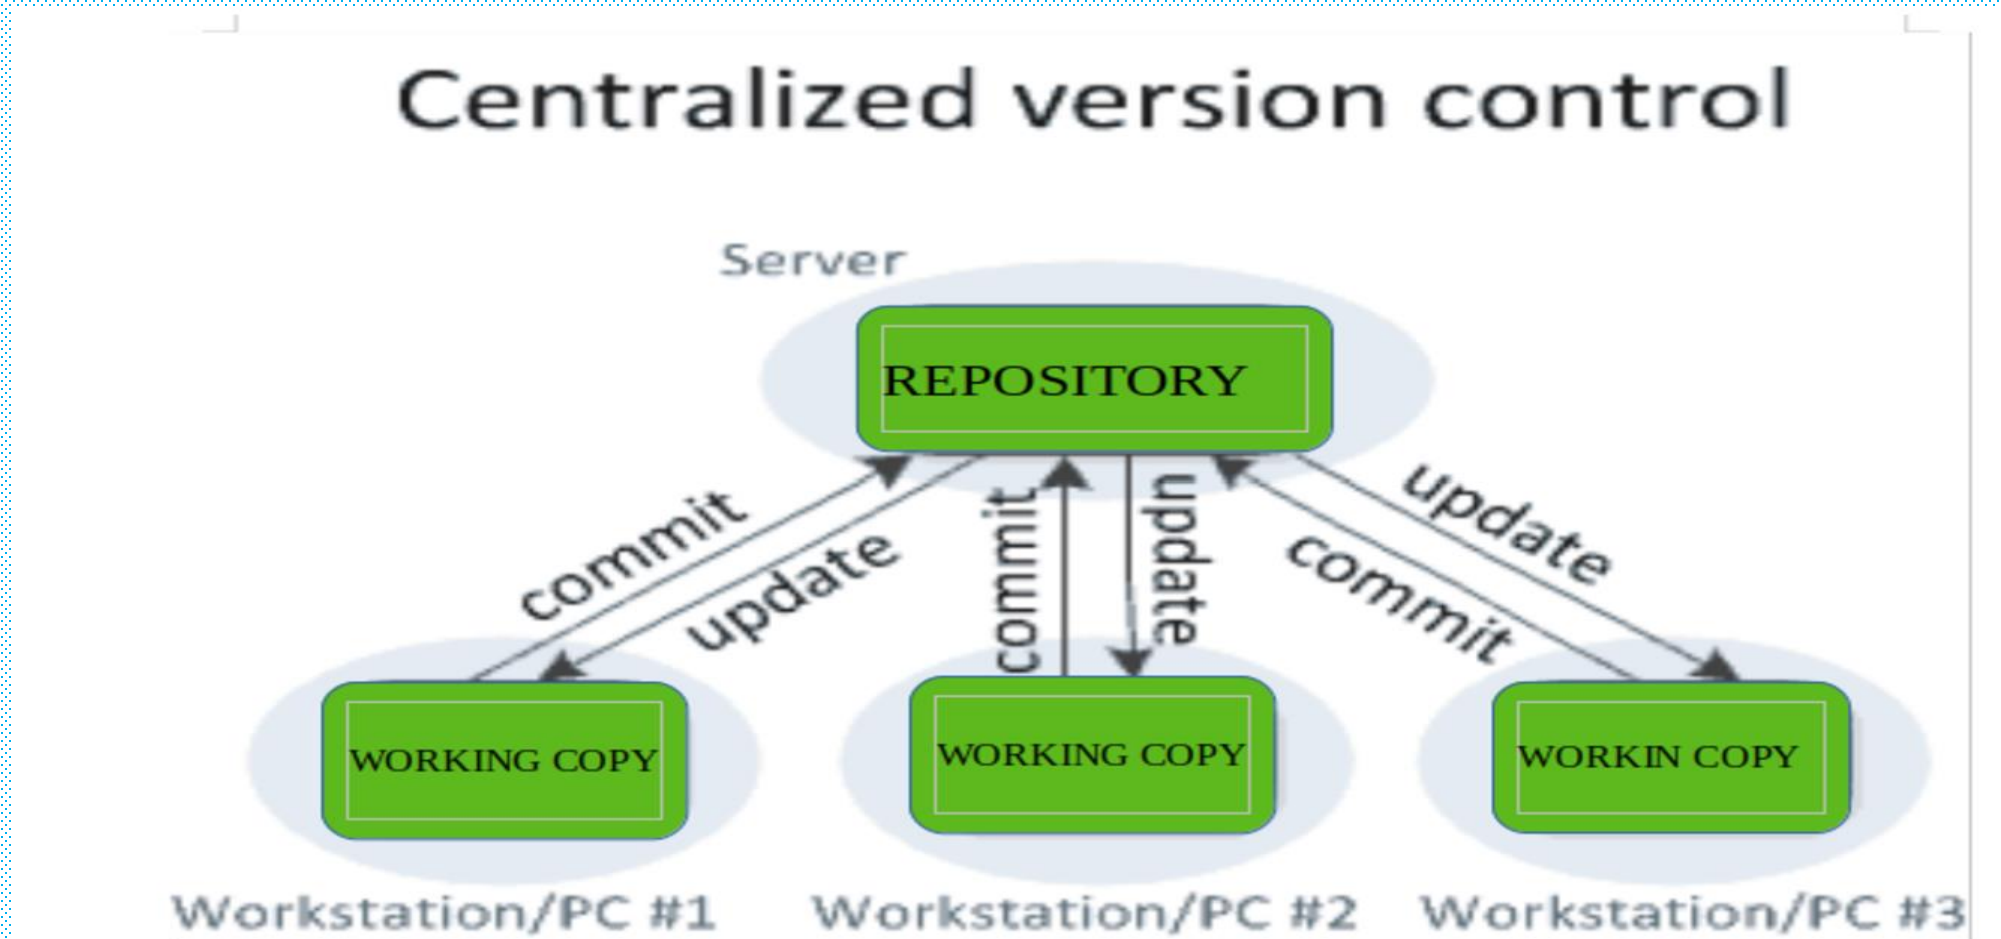 Centralized version control
Server
REPOSITORY
commit
update
commit
update
commit
update
WORKING COPY
WORKING COPY
WORKIN COPY
Workstation/PC #1
Workstation/PC #2
Workstation/PC #3